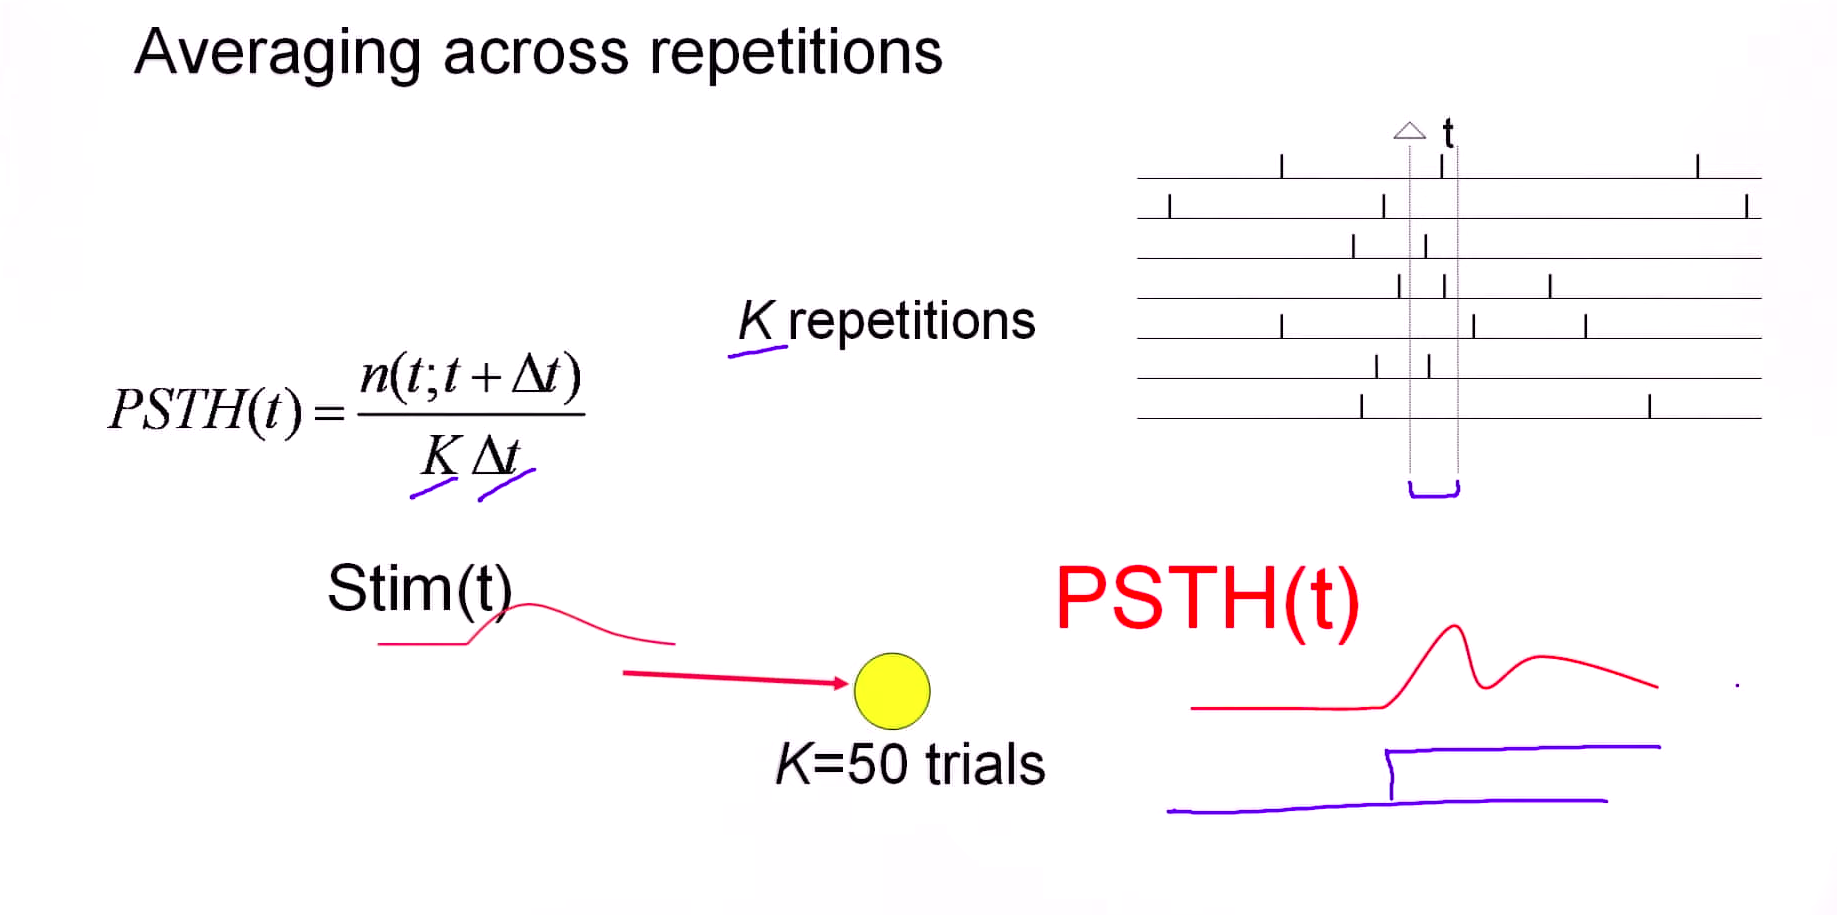 Averaging across repetitions
△ t
K repetitions
PSTH(t) = n(t;t + Δt) / K Δt
Stim(t)
PSTH(t)
K=50 trials